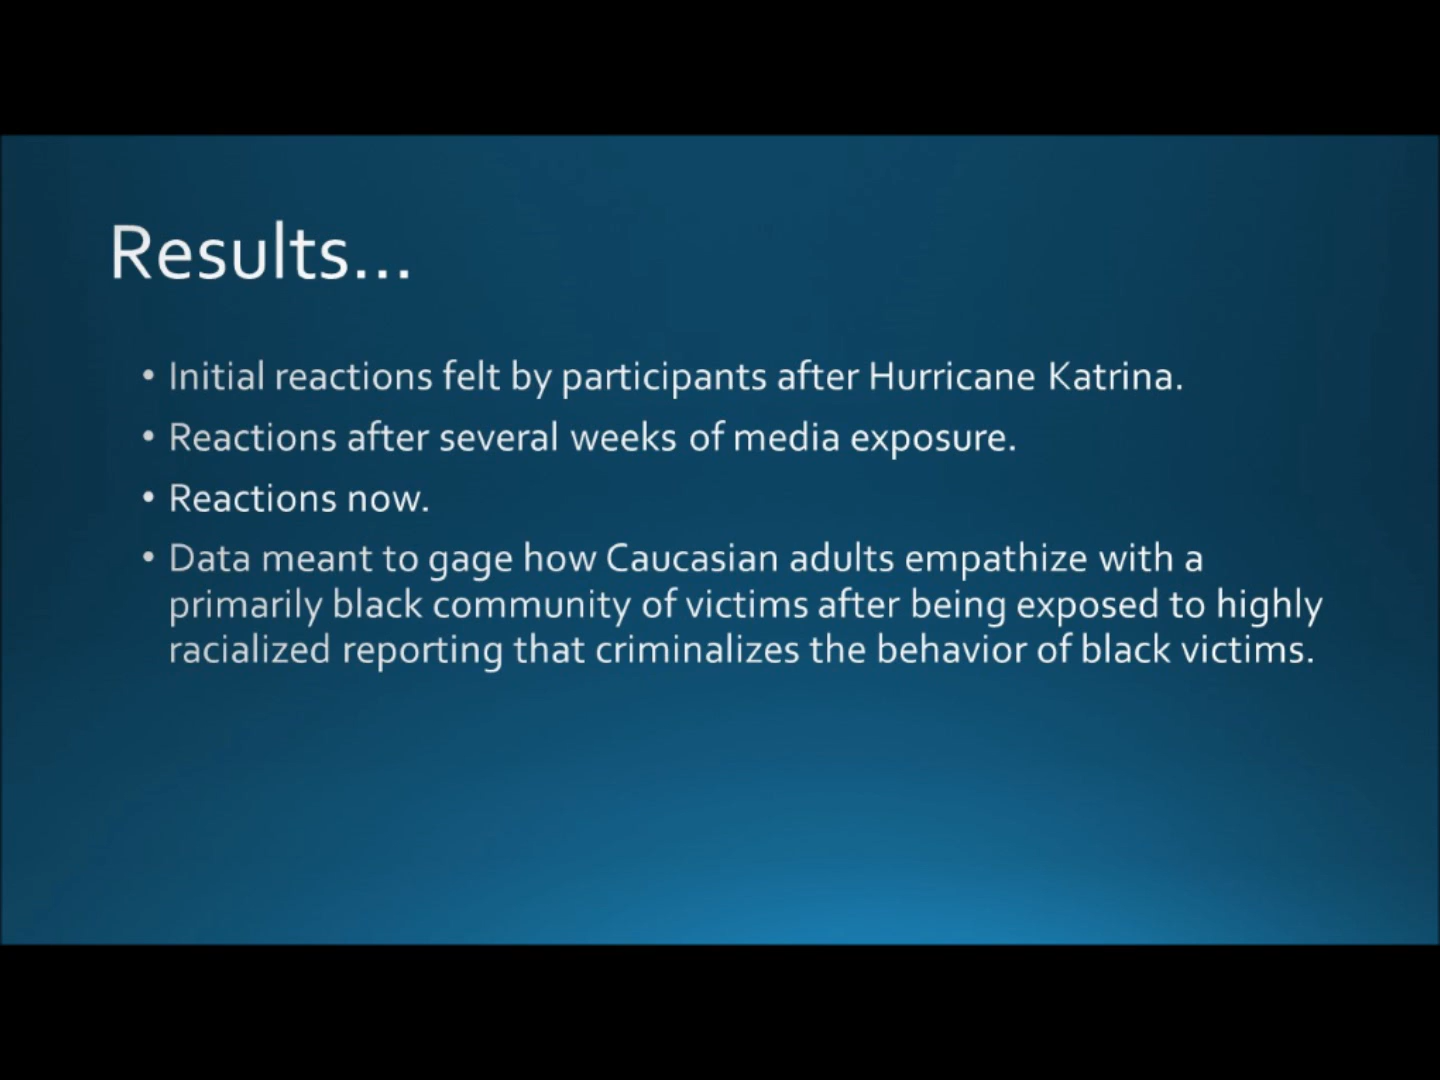 Results...
• Initial reactions felt by participants after Hurricane Katrina.
• Reactions after several weeks of media exposure.
• Reactions now.
• Data meant to gage how Caucasian adults empathize with a
primarily black community of victims after being exposed to highly
racialized reporting that criminalizes the behavior of black victims.